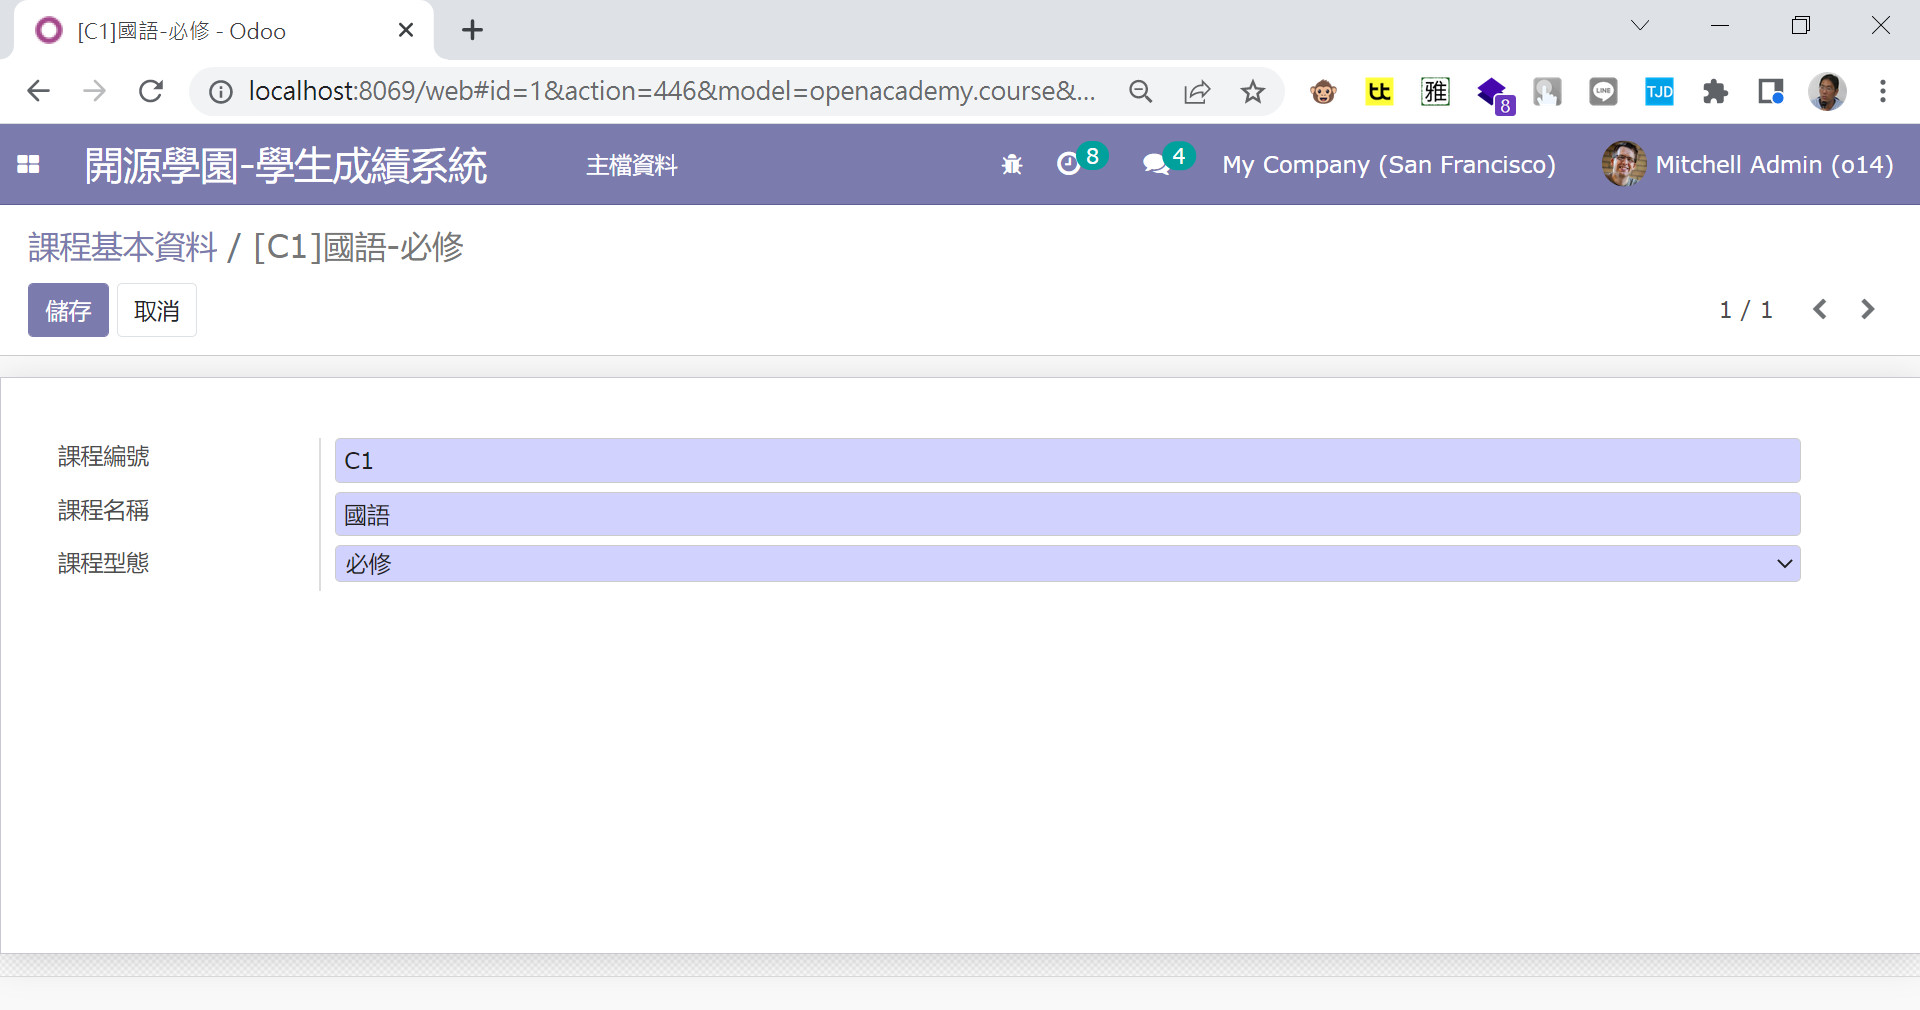 [C1]國語-必修 - Odoo
localhost:8069/web#id=1&action=446&model=openacademy.course&...
tt
雅
8
LINE
TJD
開源學園-學生成績系統
主檔資料
8
4
My Company (San Francisco)
Mitchell Admin (o14)
課程基本資料 / [C1]國語-必修
儲存
取消
1 / 1
課程編號
C1
課程名稱
國語
課程型態
必修